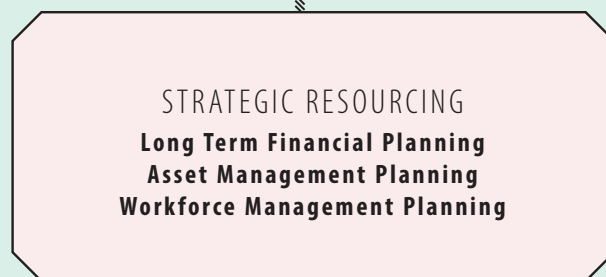 STRATEGIC RESOURCING
Long Term Financial Planning
Asset Management Planning
Workforce Management Planning